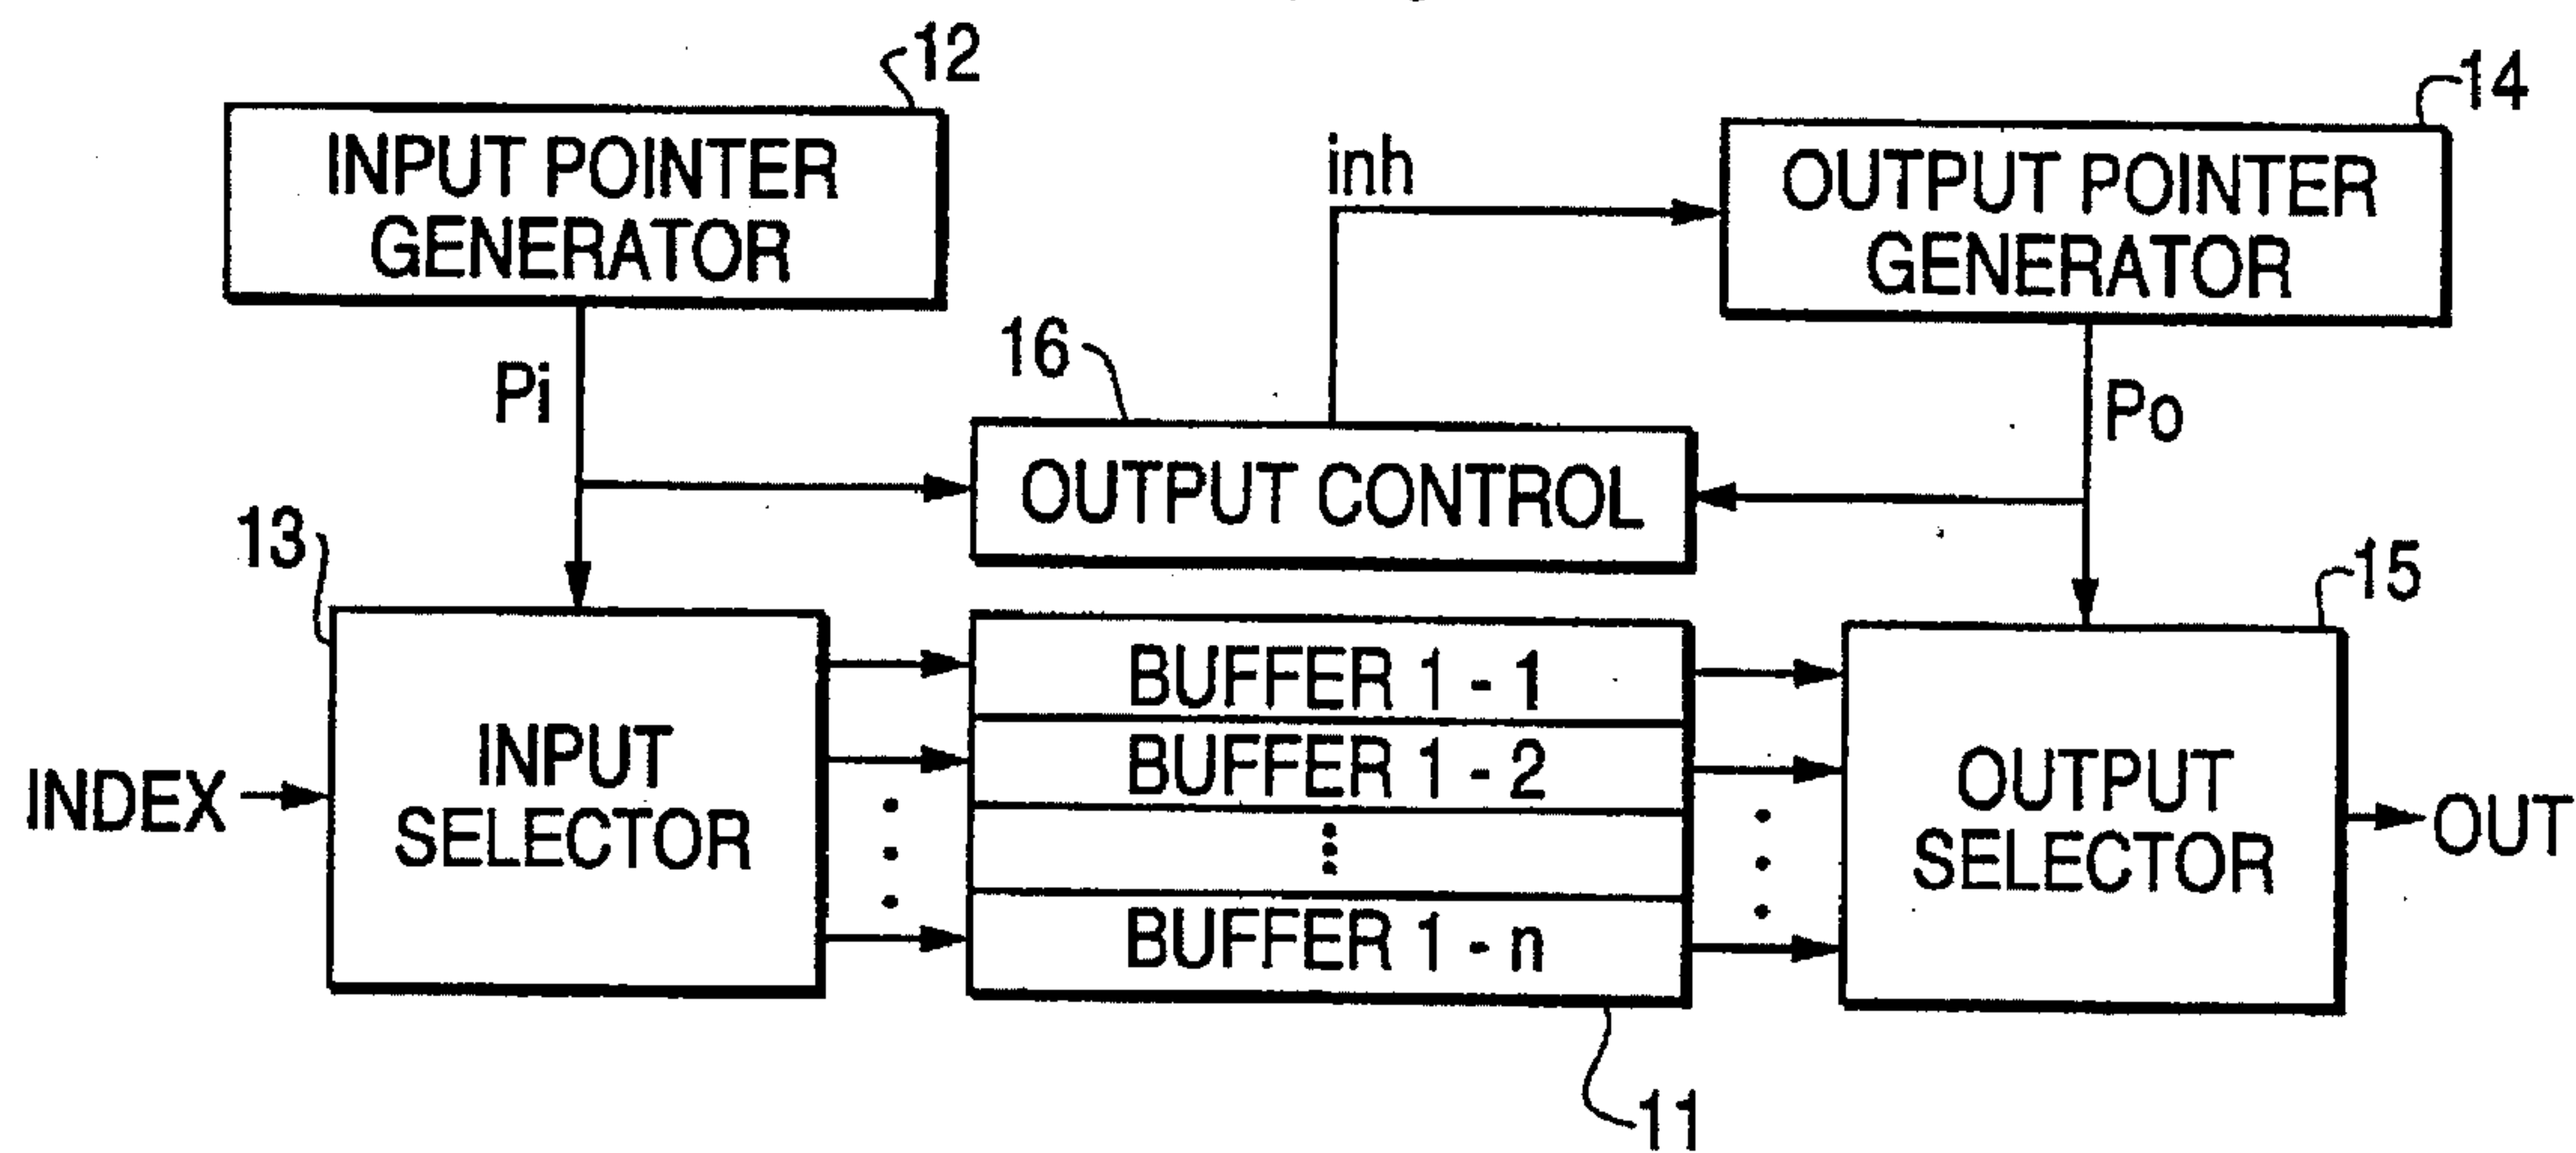 12
INPUT POINTER
GENERATOR
14
inh
OUTPUT POINTER
GENERATOR
Pi
16
Po
OUTPUT CONTROL
13
15
INDEX
INPUT
SELECTOR
BUFFER 1 - 1
BUFFER 1 - 2
BUFFER 1 - n
OUTPUT
SELECTOR
OUT
11